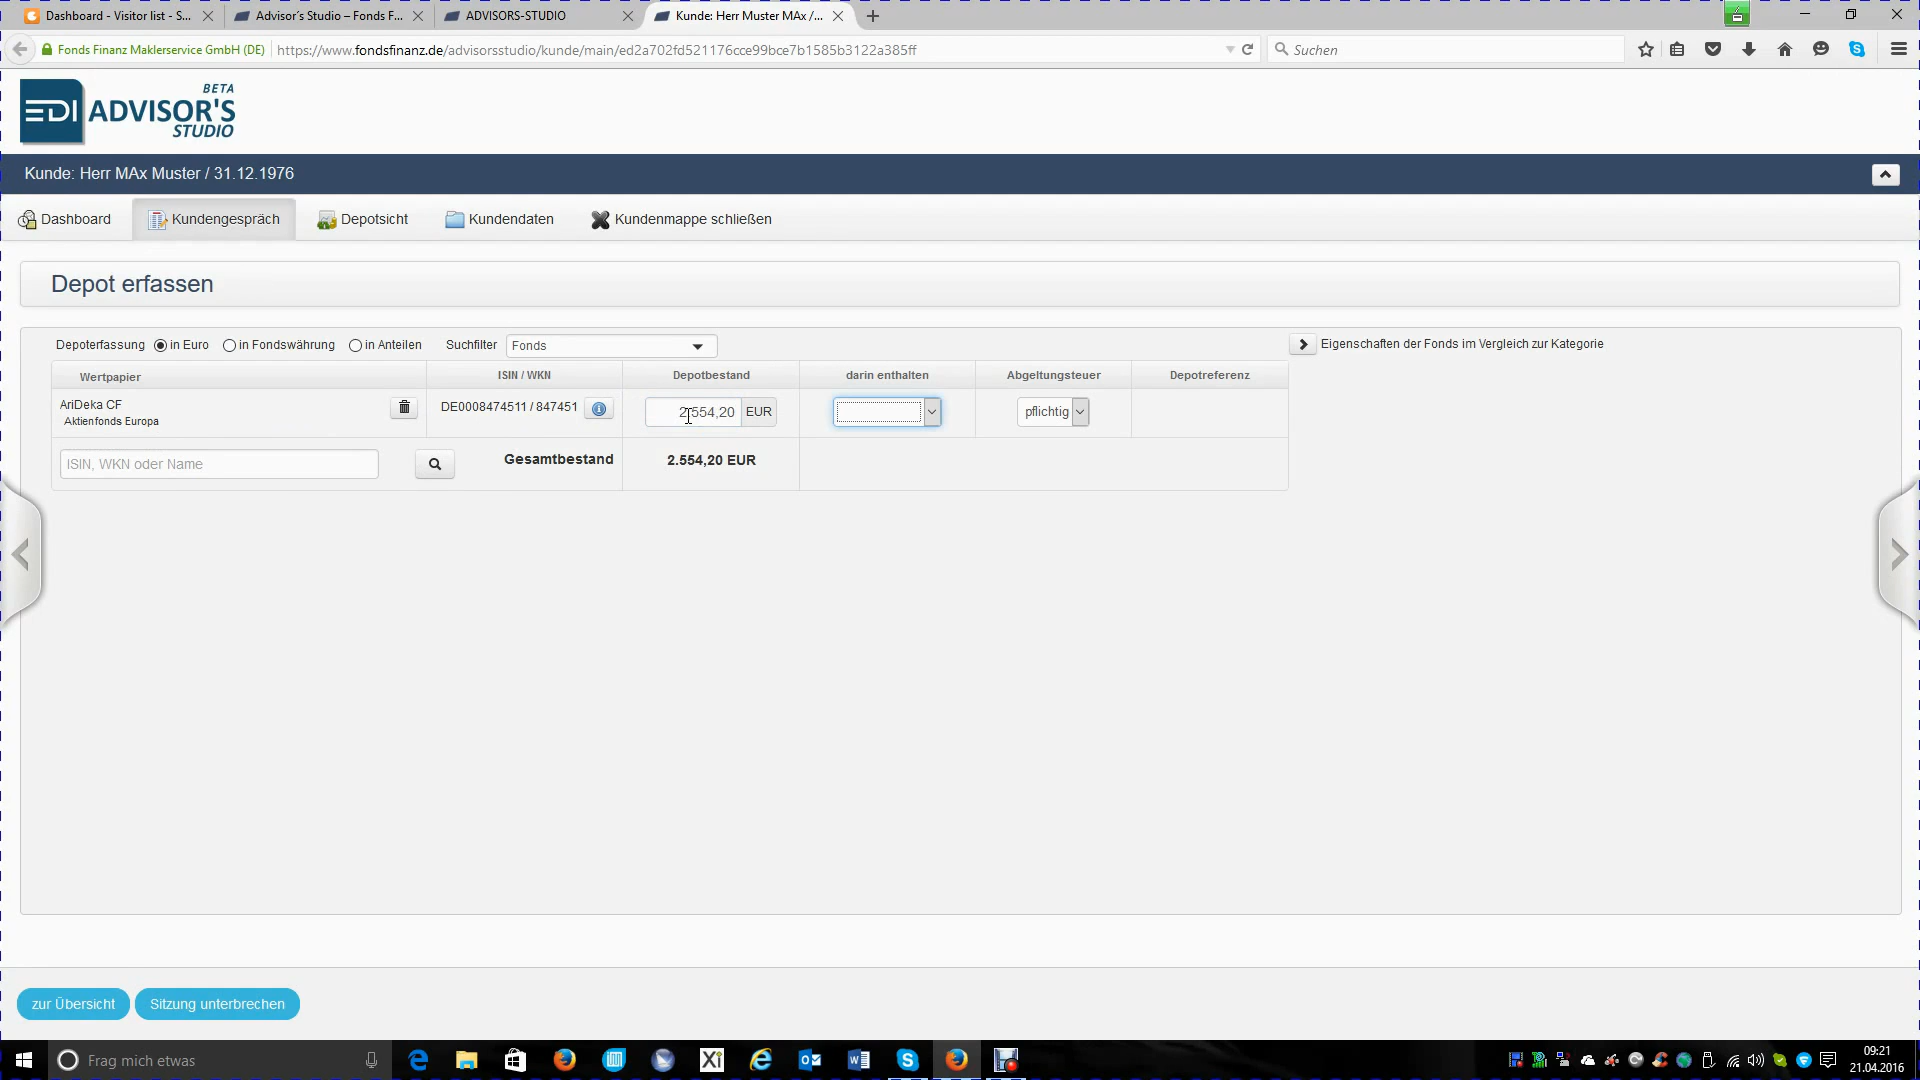 Dashboard - Visitor list - S...
Advisor´s Studio – Fonds F...
ADVISORS-STUDIO
Kunde: Herr Muster MAx /...
Fonds Finanz Maklerservice GmbH (DE)
https://www.fondsfinanz.de/advisorsstudio/kunde/main/ed2a702fd521176cce99bce7b1585b3122a385ff
Suchen
EDI ADVISOR'S STUDIO BETA
Kunde: Herr MAx Muster / 31.12.1976
Dashboard
Kundengespräch
Depotsicht
Kundendaten
Kundenmappe schließen
Depot erfassen
Depoterfassung in Euro in Fondswährung in Anteilen Suchfilter Fonds
Eigenschaften der Fonds im Vergleich zur Kategorie
Wertpapier ISIN / WKN Depotbestand darin enthalten Abgeltungsteuer Depotreferenz
AriDeka CF DE0008474511 / 847451 2.554,20 EUR pflichtig
Aktienfonds Europa
ISIN, WKN oder Name Gesamtbestand 2.554,20 EUR
zur Übersicht
Sitzung unterbrechen
Frag mich etwas
Xi
09:21
21.04.2016